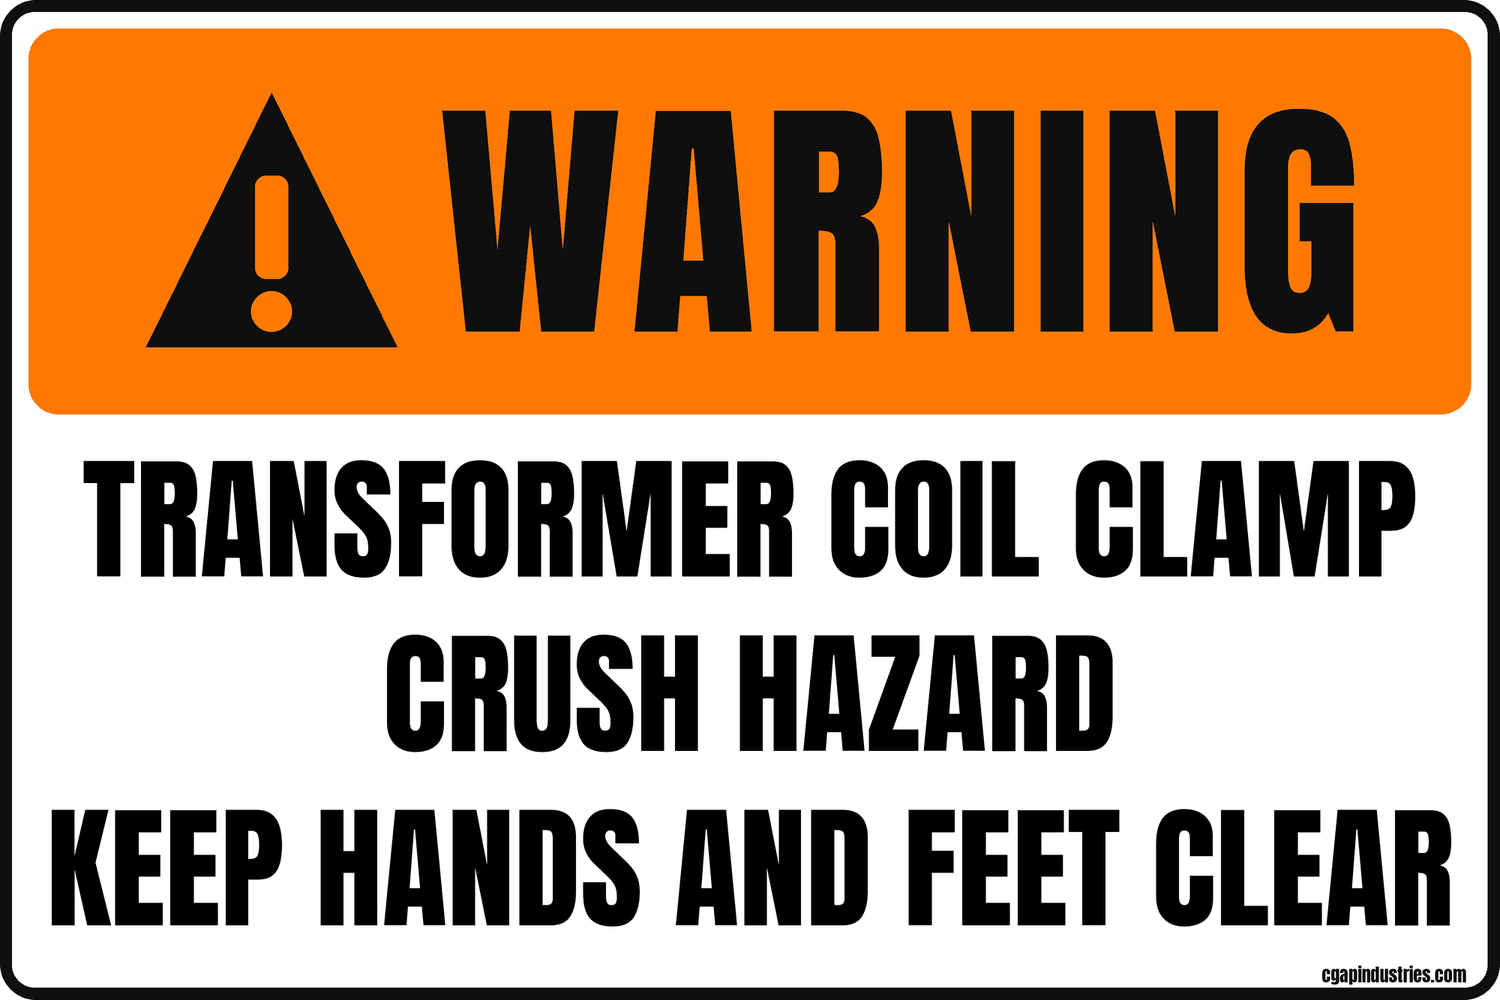 WARNING
TRANSFORMER COIL CLAMP
CRUSH HAZARD
KEEP HANDS AND FEET CLEAR
cgapindustries.com